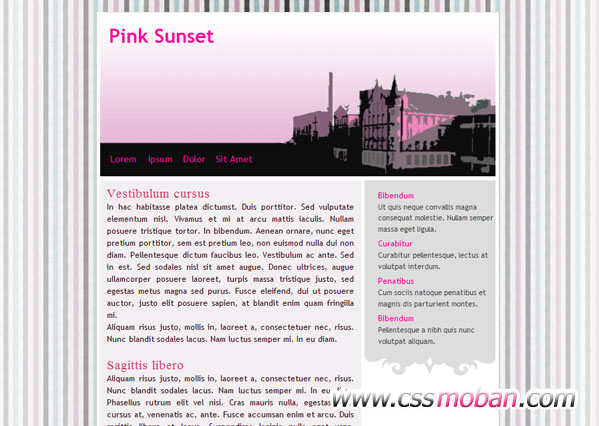 Pink Sunset
Lorem Ipsum Dolor Sit Amet
Vestibulum cursus
In hac habitasse platea dictumst. Duis porttitor. Sed vulputate
elementum nisl. Vivamus et mi at arcu mattis iaculis. Nullam
posuere tristique tortor. In bibendum. Aenean ornare, nunc eget
pretium porttitor, sem est pretium leo, non euismod nulla dui non
diam. Pellentesque dictum faucibus leo. Vestibulum ac ante. Sed
in est. Sed sodales nisl sit amet augue. Donec ultrices, augue
ullamcorper posuere laoreet, turpis massa tristique justo, sed
egestas metus magna sed purus. Fusce eleifend, dui ut posuere
auctor, justo elit posuere sapien, at blandit enim quam fringilla
mi.
Aliquam risus justo, mollis in, laoreet a, consectetuer nec, risus.
Nunc blandit sodales lacus. Nam luctus semper mi. In eu diam.
Sagittis libero
Aliquam risus justo, mollis in, laoreet a, consectetuer nec, risus.
Nunc blandit sodales lacus. Nam luctus semper mi. In eu
Phasellus rutrum elit vel nisi. Cras mauris nulla, egestas
cursus at, venenatis ac, ante. Fusce accumsan enim et arcu. Duis
Bibendum
Ut quis neque convallis magna
consequat molestie. Nullam semper
massa eget ligula.
Curabitur
Curabitur pellentesque, lectus at
volutpat interdum.
Penatibus
Cum sociis natoque penatibus et
magnis dis parturient montes.
Bibendum
Pellentesque a nibh quis nunc
volutpat aliquam.
www.cssmoban.com